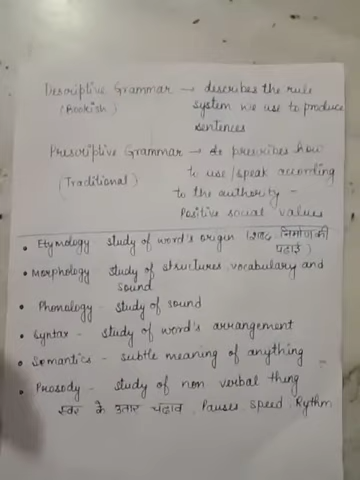 Descriptive Grammar → describes the rule
(Bookish) system we use to produce
sentences
Prescriptive Grammar → prescribes how
(Traditional) to use/speak according
to the authority -
Positive social values
• Etymology study of word's origin (शब्द निर्माण की
पढ़ाई)
• Morphology study of structures, vocabulary and
sound
• Phonology - study of sound
• Syntax - study of word's arrangement
• Semantics - subtle meaning of anything
• Prosody - study of non verbal thing
स्वर के उतार चढ़ाव, Pauses speed, Rythm